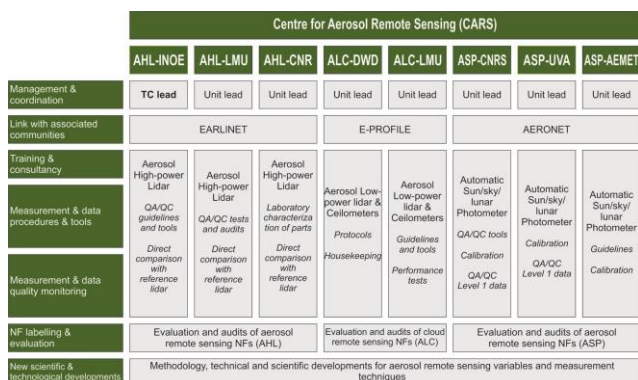 Centre for Aerosol Remote Sensing (CARS)
AHL-INOE
AHL-LMU
AHL-CNR
ALC-DWD
ALC-LMU
ASP-CNRS
ASP-UVA
ASP-AEMET
Management &
coordination
TC lead
Unit lead
Unit lead
Unit lead
Unit lead
Unit lead
Unit lead
Unit lead
Link with associated
communities
EARLINET
E-PROFILE
AERONET
Training &
consultancy
Measurement & data
procedures & tools
Measurement & data
quality monitoring
Aerosol
High-power
Lidar
QA/QC
guidelines
and tools
Direct
comparison
with
reference
lidar
Aerosol
High-power
Lidar
QA/QC tests
and audits
Direct
comparison
with
reference
lidar
Aerosol
High-power
Lidar
Laboratory
characteriza
tion of parts
Direct
comparison
with
reference
lidar
Aerosol Low-
power lidar &
Ceilometers
Protocols
Housekeeping
Aerosol
Low-power
lidar &
Ceilometers
Guidelines
and tools
Performance
tests
Automatic
Sun/sky/
lunar
Photometer
QA/QC tools
Calibration
QA/QC
Level 1 data
Automatic
Sun/sky/
lunar
Photometer
Calibration
QA/QC
Level 1 data
Automatic
Sun/sky/
lunar
Photometer
Guidelines
Calibration
NF labelling &
evaluation
Evaluation and audits of aerosol
remote sensing NFs (AHL)
Evaluation and audits of cloud
remote sensing NFs (ALC)
Evaluation and audits of aerosol
remote sensing NFs (ASP)
New scientific &
technological developments
Methodology, technical and scientific developments for aerosol remote sensing variables and measurement
techniques